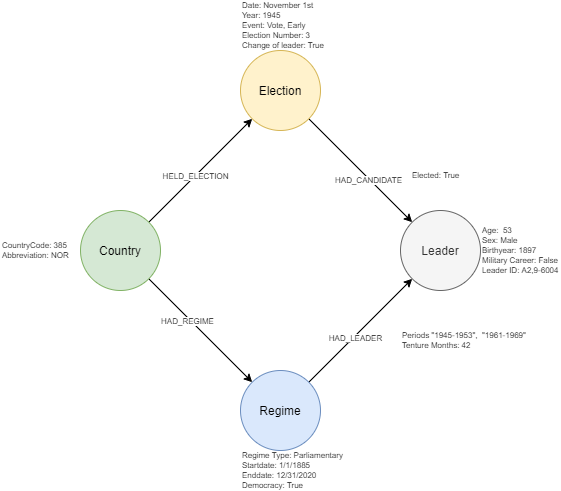 Date: November 1st
Year: 1945
Event: Vote, Early
Election Number: 3
Change of leader: True
Election
HELD_ELECTION
HAD_CANDIDATE
Elected: True
CountryCode: 385
Abbreviation: NOR
Country
Leader
Age:  53
Sex: Male
Birthyear: 1897
Military Career: False
Leader ID: A2,9-6004
HAD_REGIME
HAD_LEADER
Periods "1945-1953",  "1961-1969"
Tenture Months: 42
Regime
Regime Type: Parliamentary
Startdate: 1/1/1885
Enddate: 12/31/2020
Democracy: True